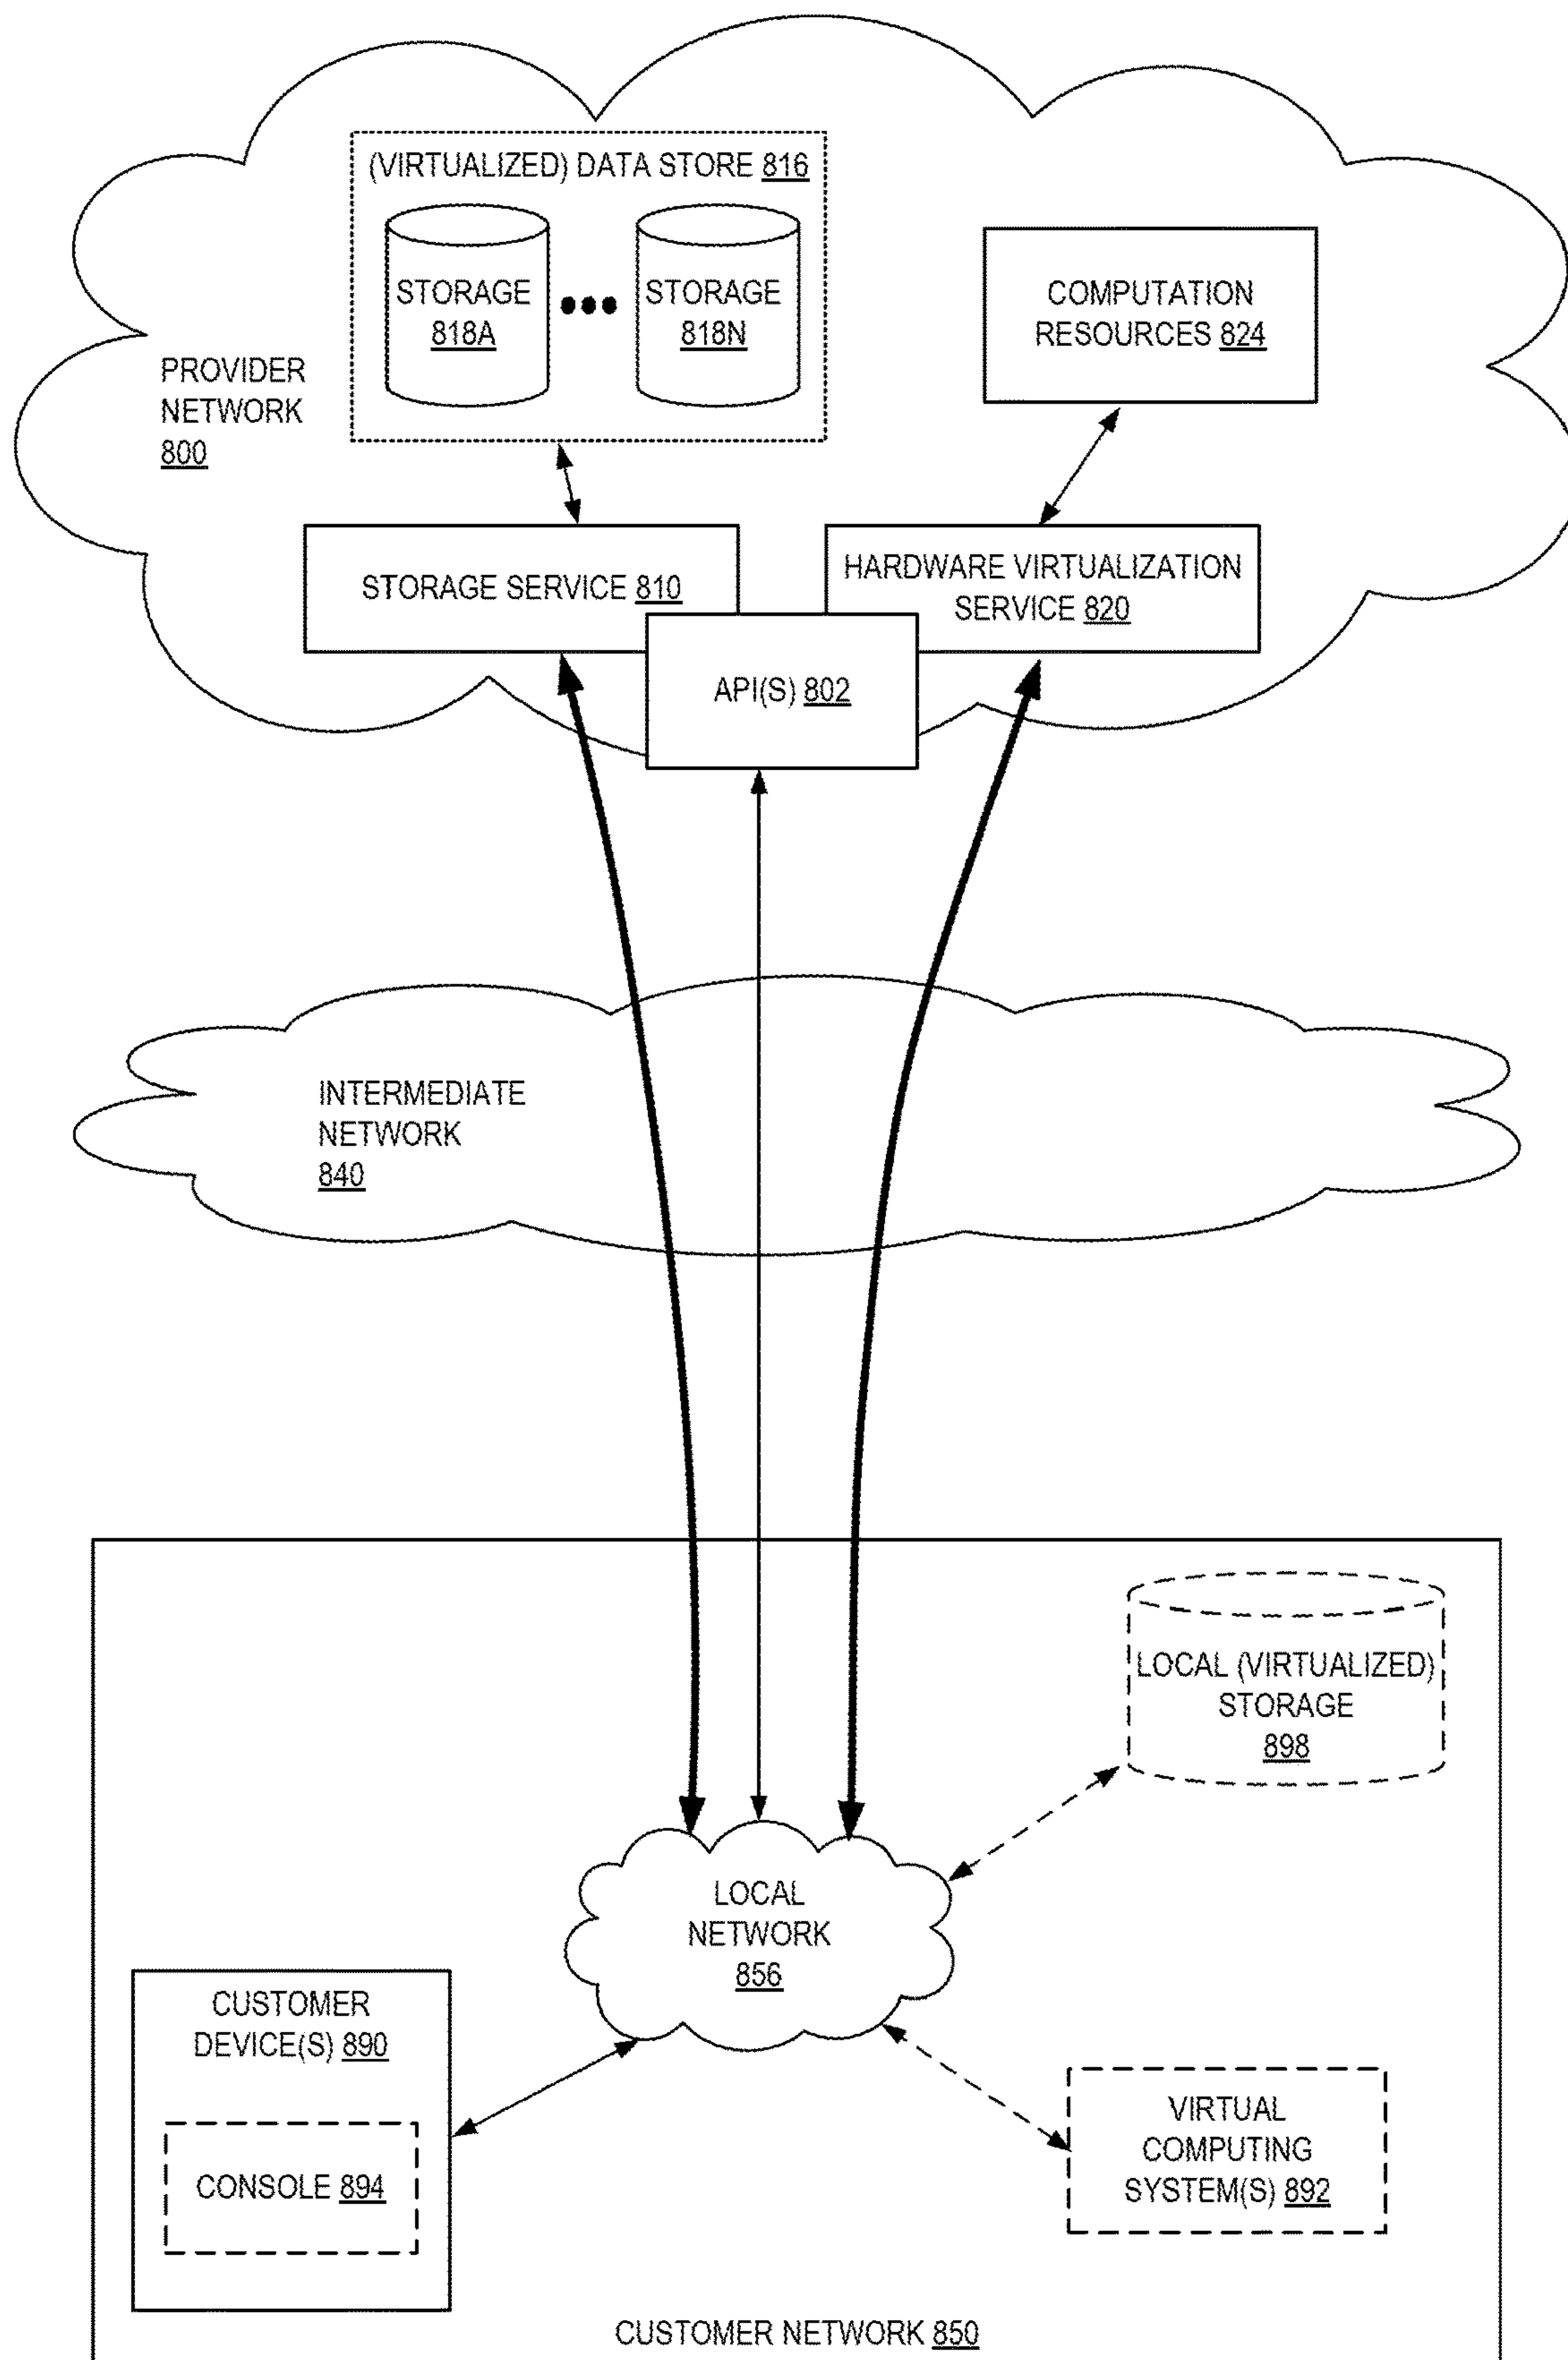 (VIRTUALIZED) DATA STORE 816
STORAGE
818A
STORAGE
818N
COMPUTATION
RESOURCES 824
PROVIDER
NETWORK
800
STORAGE SERVICE 810
HARDWARE VIRTUALIZATION
SERVICE 820
API(S) 802
INTERMEDIATE
NETWORK
840
LOCAL (VIRTUALIZED)
STORAGE
898
LOCAL
NETWORK
856
CUSTOMER
DEVICE(S) 890
CONSOLE 894
VIRTUAL
COMPUTING
SYSTEM(S) 892
CUSTOMER NETWORK 850